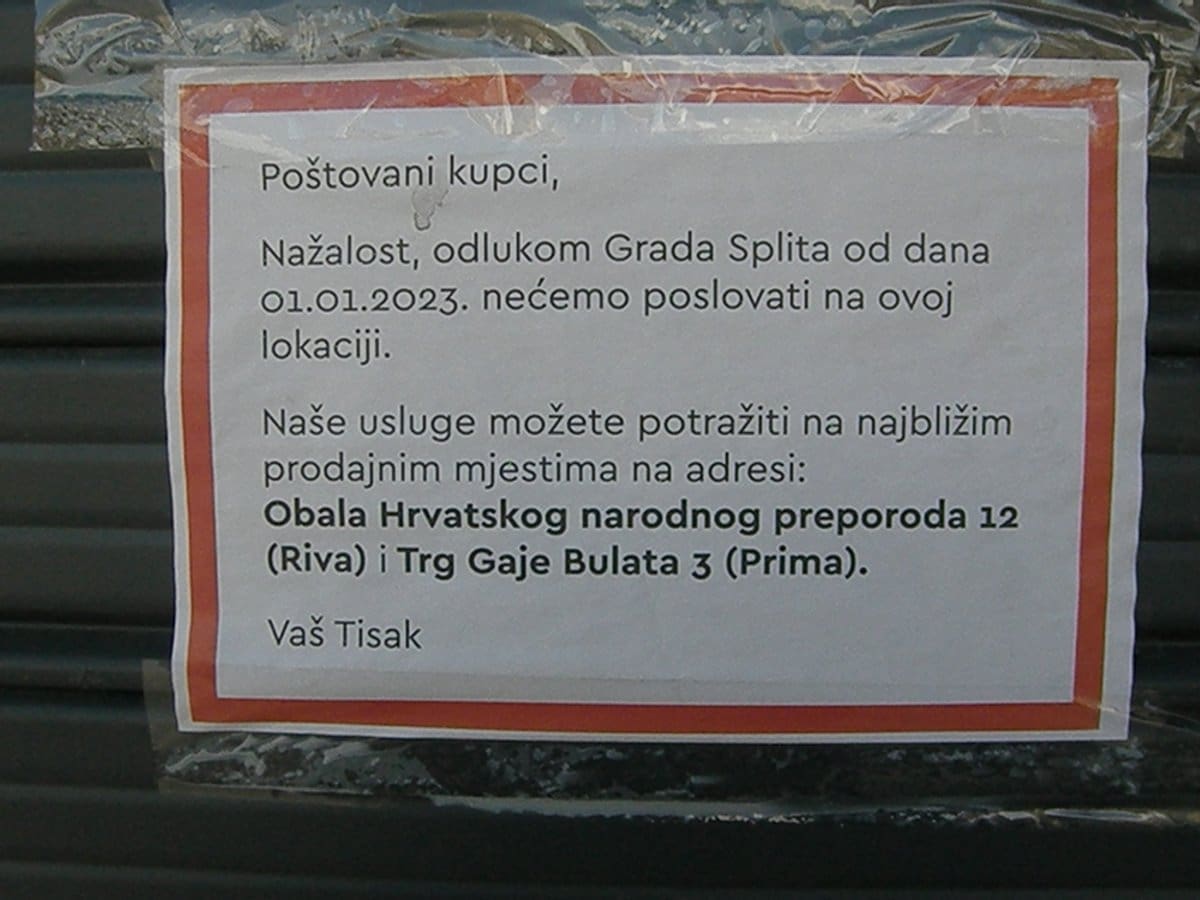 Poštovani kupci,
Nažalost, odlukom Grada Splita od dana
01.01.2023. nećemo poslovati na ovoj
lokaciji.
Naše usluge možete potražiti na najbližim
prodajnim mjestima na adresi:
Obala Hrvatskog narodnog preporoda 12
(Riva) i Trg Gaje Bulata 3 (Prima).
Vaš Tisak